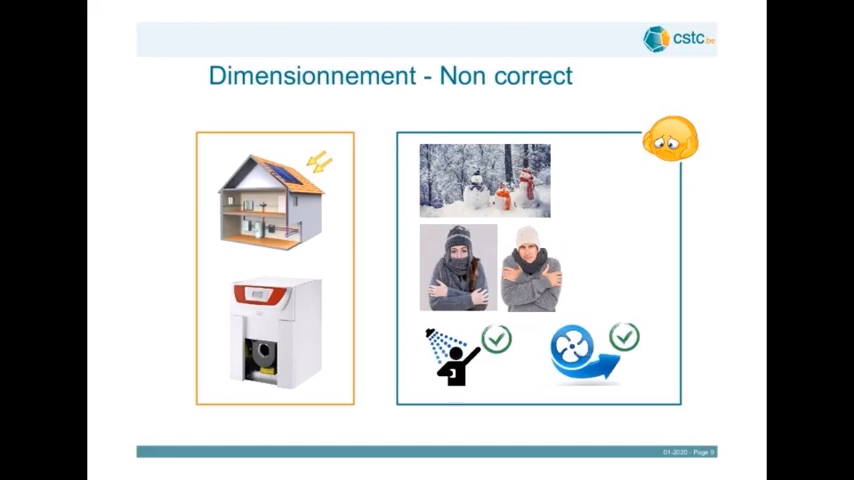 cstc.be
Dimensionnement - Non correct
01-2020 - Page 9